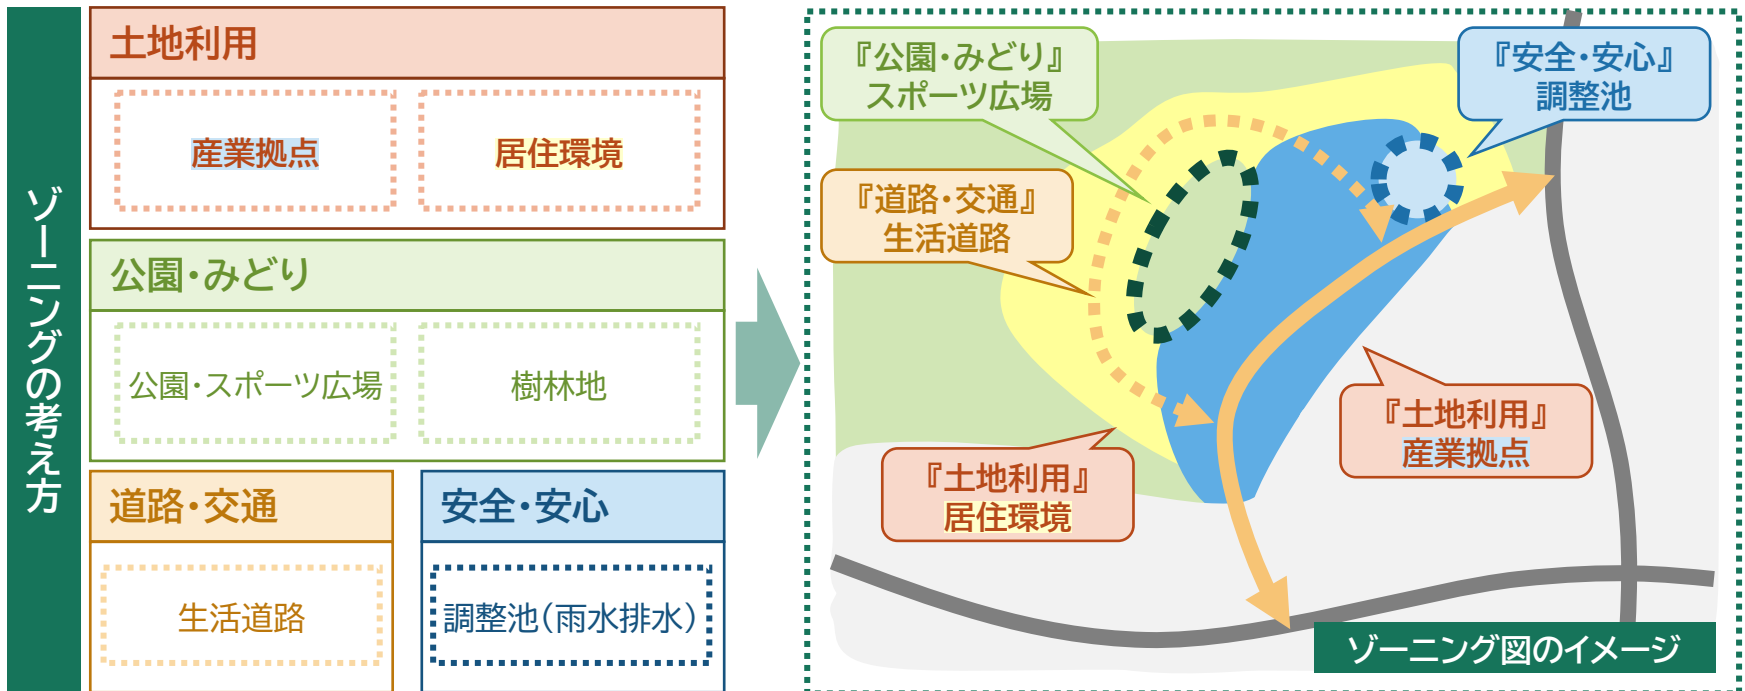 ゾーニングの考え方
土地利用
産業拠点
居住環境
公園・みどり
公園・スポーツ広場
樹林地
道路・交通
生活道路
安全・安心
調整池（雨水排水）
『公園・みどり』
スポーツ広場
『安全・安心』
調整池
『道路・交通』
生活道路
『土地利用』
産業拠点
『土地利用』
居住環境
ゾーニング図のイメージ